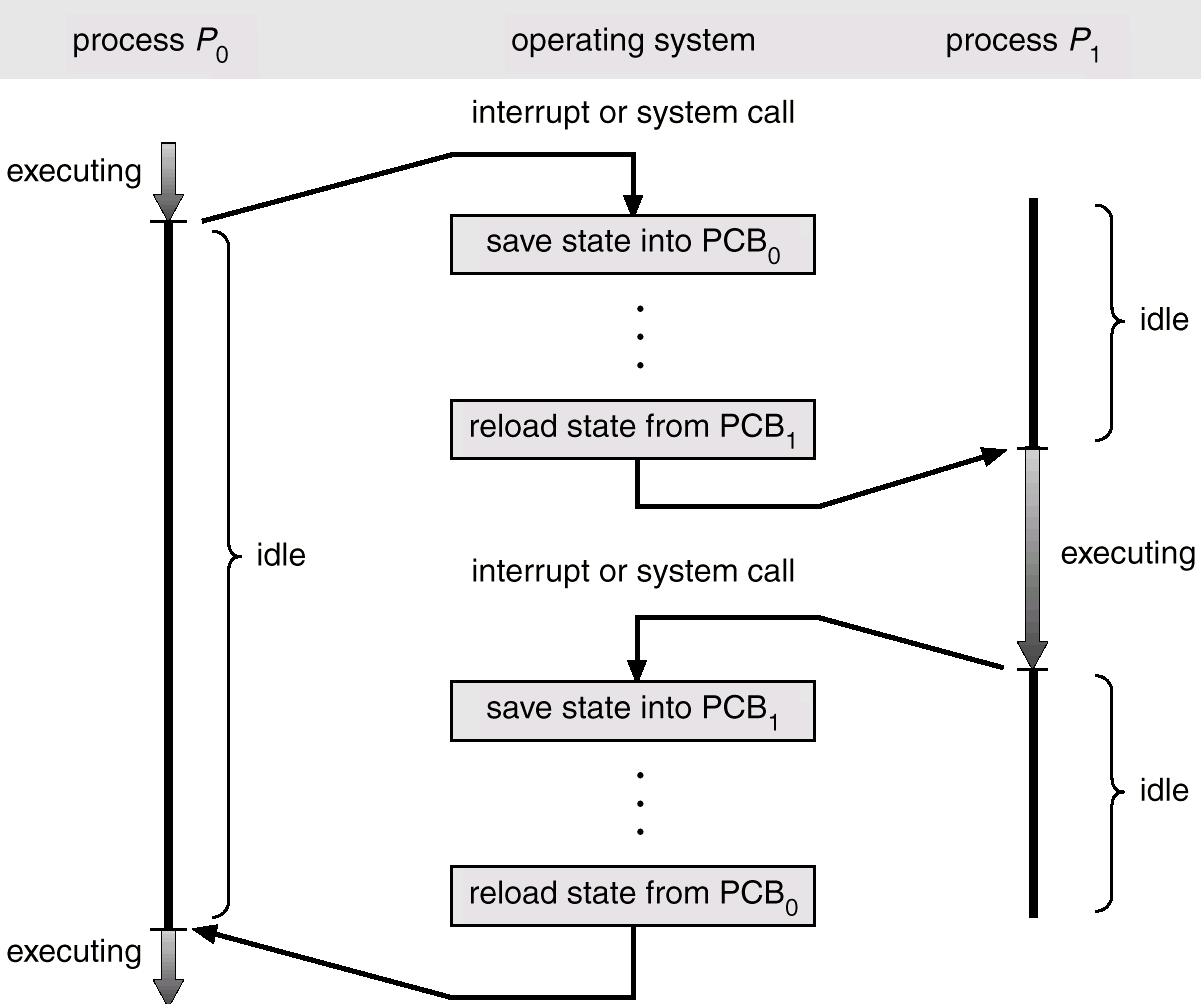 process P0
operating system
process P1
interrupt or system call
executing
save state into PCB0
idle
reload state from PCB1
idle
executing
interrupt or system call
save state into PCB1
idle
reload state from PCB0
executing